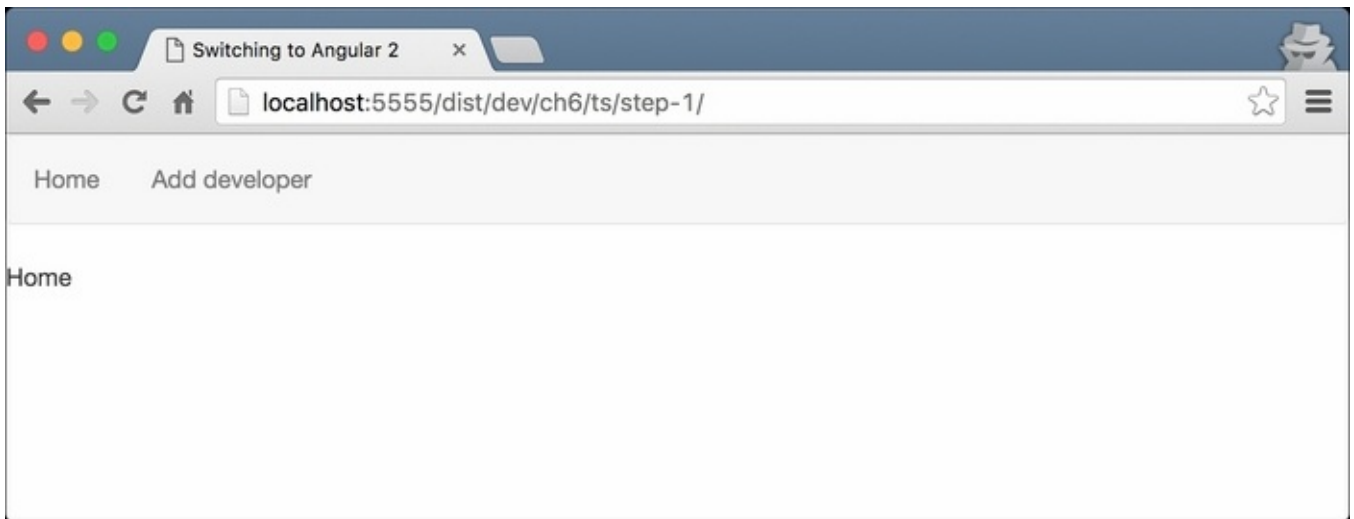 Switching to Angular 2
localhost:5555/dist/dev/ch6/ts/step-1/
Home Add developer
Home